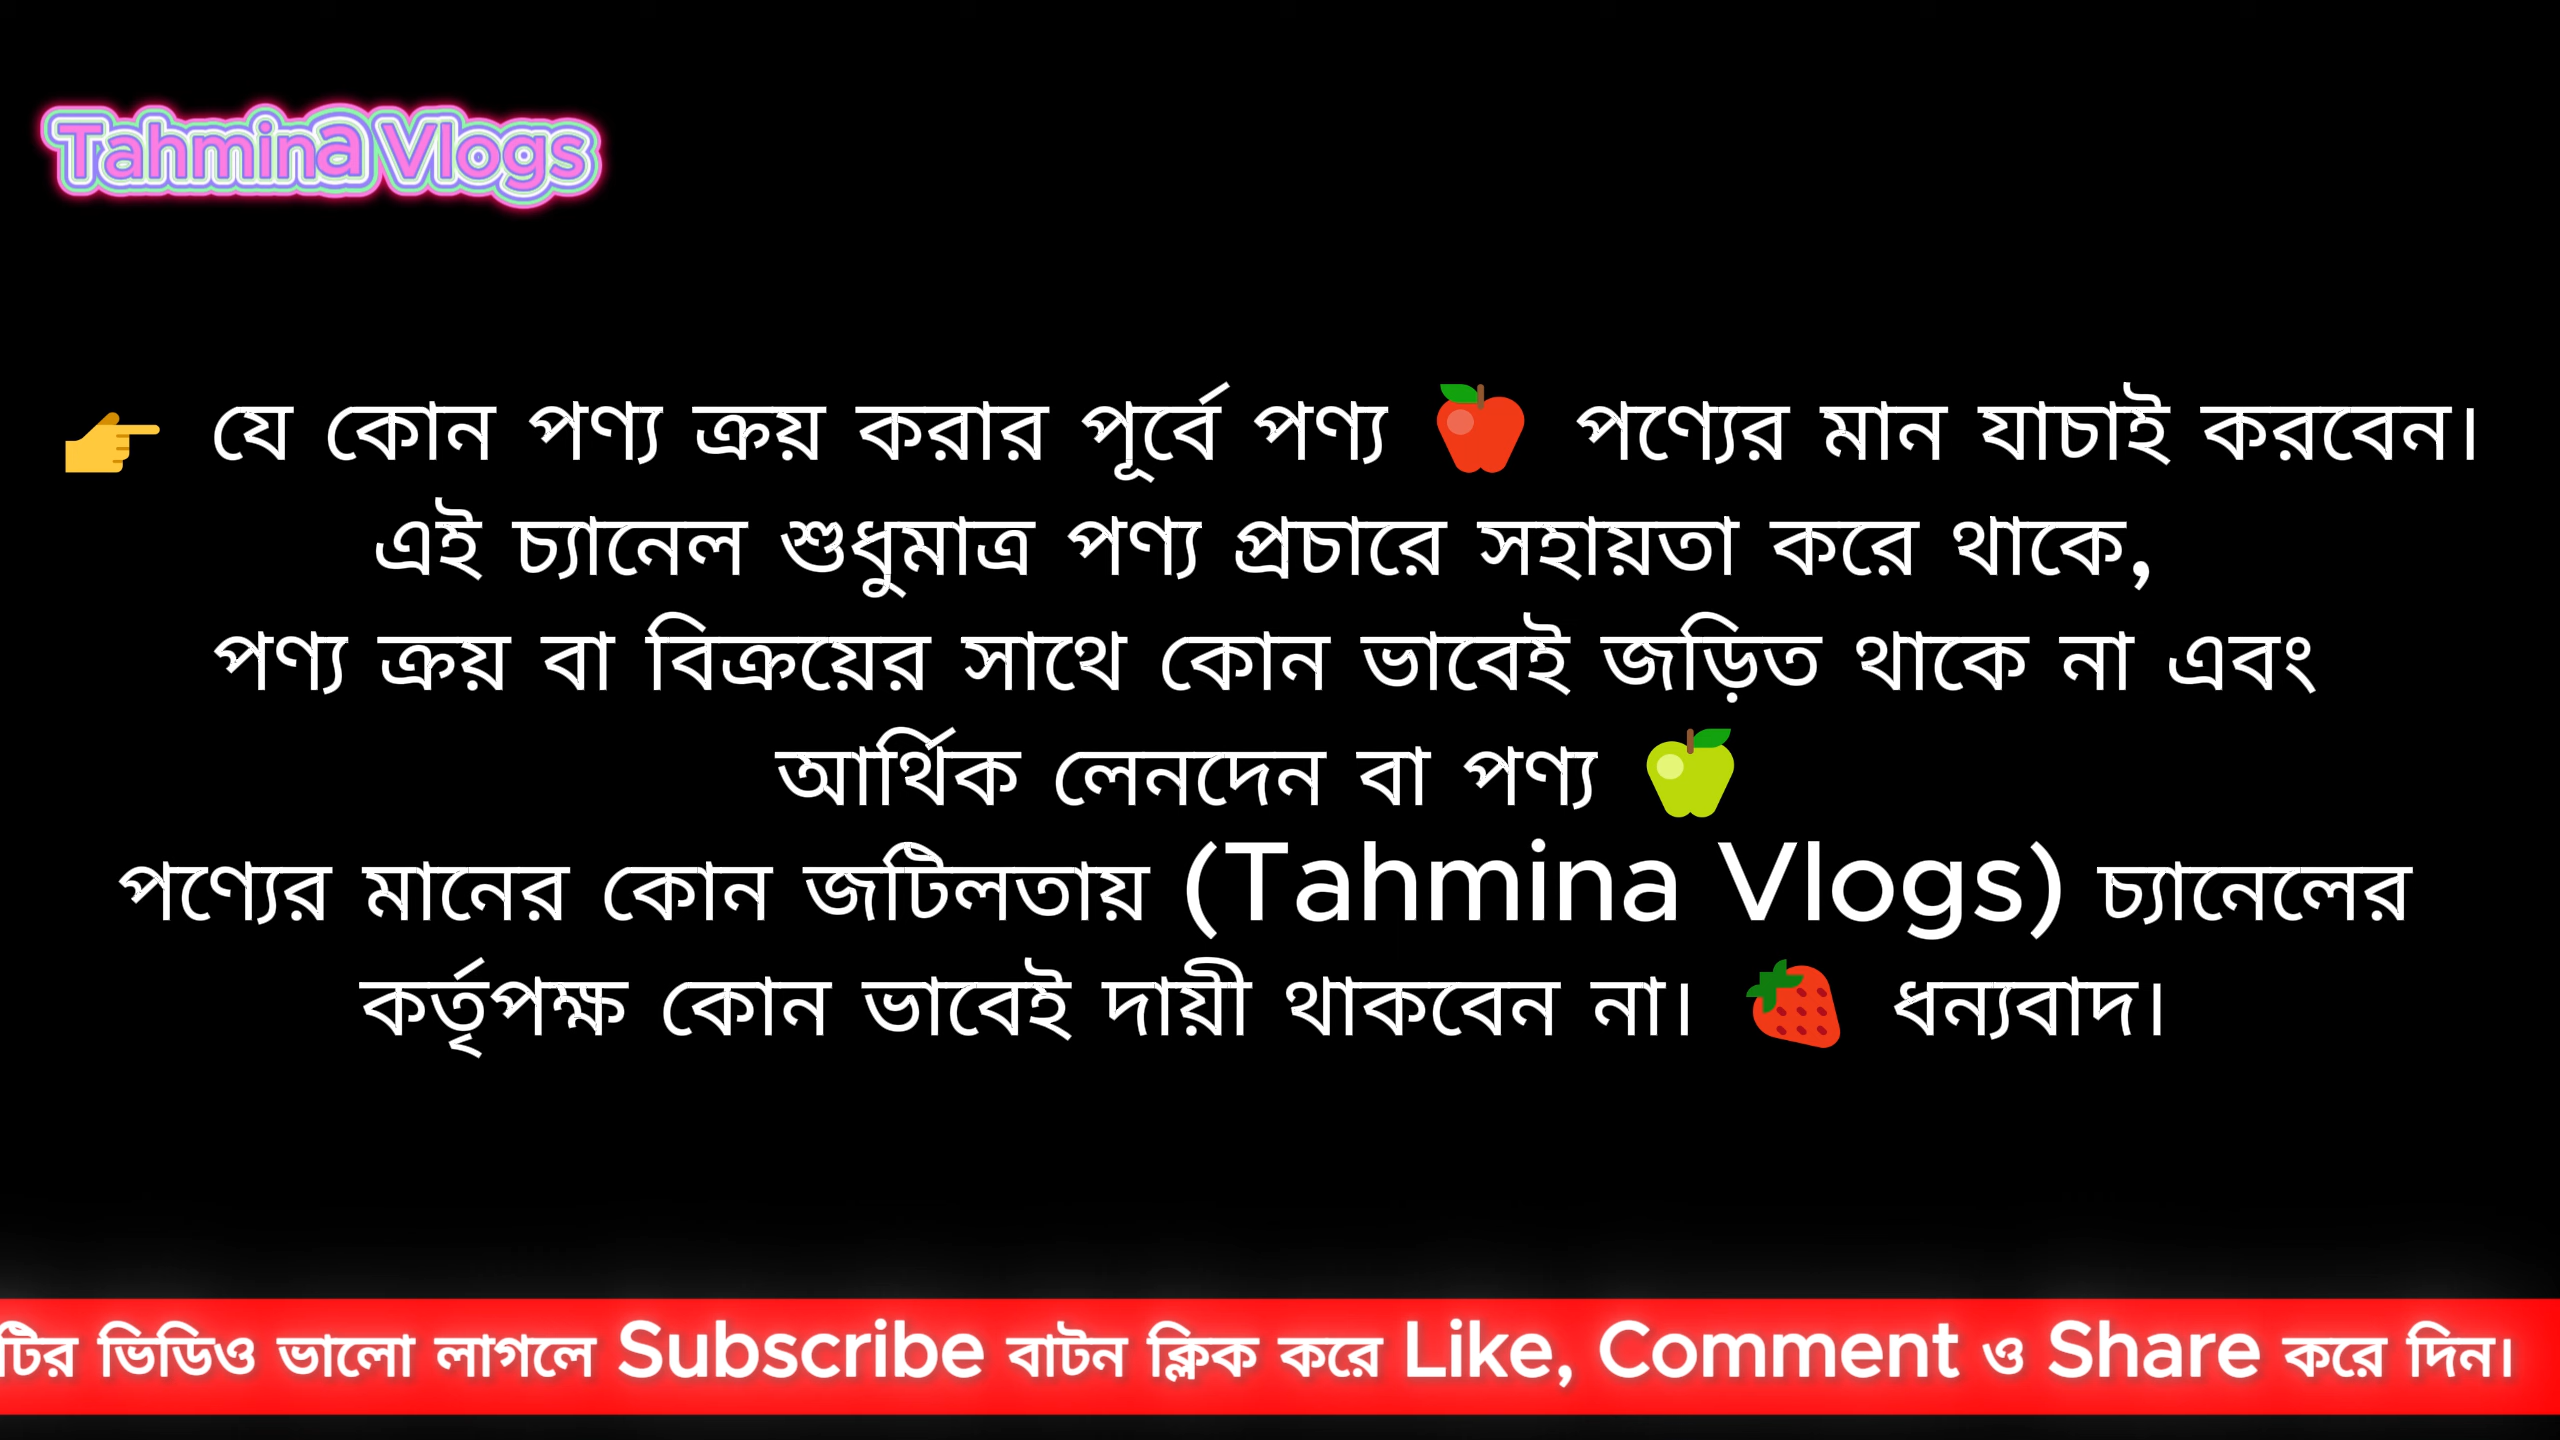 Tahmina Vlogs
👉 যে কোন পণ্য ক্রয় করার পূর্বে পণ্য 🍎 পণ্যের মান যাচাই করবেন।
এই চ্যানেল শুধুমাত্র পণ্য প্রচারে সহায়তা করে থাকে,
পণ্য ক্রয় বা বিক্রয়ের সাথে কোন ভাবেই জড়িত থাকে না এবং
আর্থিক লেনদেন বা পণ্য 🍏
পণ্যের মানের কোন জটিলতায় (Tahmina Vlogs) চ্যানেলের
কর্তৃপক্ষ কোন ভাবেই দায়ী থাকবেন না। 🍓 ধন্যবাদ।
টির ভিডিও ভালো লাগলে Subscribe বাটন ক্লিক করে Like, Comment ও Share করে দিন।